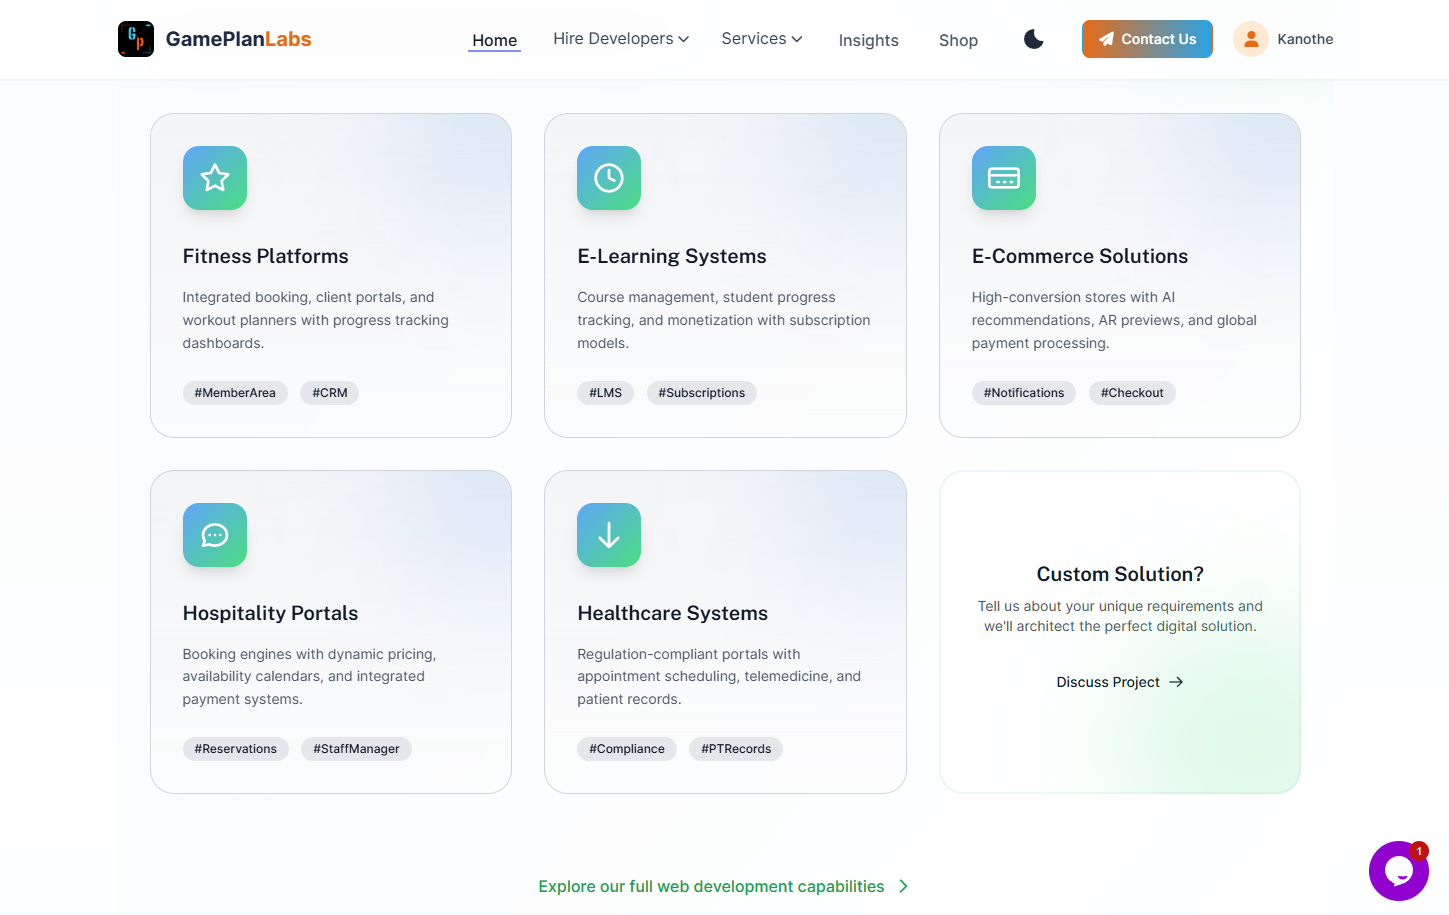 GamePlanLabs
Home
Hire Developers
Services
Insights
Shop
Contact Us
Kanothe
Fitness Platforms
Integrated booking, client portals, and
workout planners with progress tracking
dashboards.
#MemberArea #CRM
E-Learning Systems
Course management, student progress
tracking, and monetization with subscription
models.
#LMS #Subscriptions
E-Commerce Solutions
High-conversion stores with AI
recommendations, AR previews, and global
payment processing.
#Notifications #Checkout
Hospitality Portals
Booking engines with dynamic pricing,
availability calendars, and integrated
payment systems.
#Reservations #StaffManager
Healthcare Systems
Regulation-compliant portals with
appointment scheduling, telemedicine, and
patient records.
#Compliance #PTRecords
Custom Solution?
Tell us about your unique requirements and
we'll architect the perfect digital solution.
Discuss Project
Explore our full web development capabilities
1